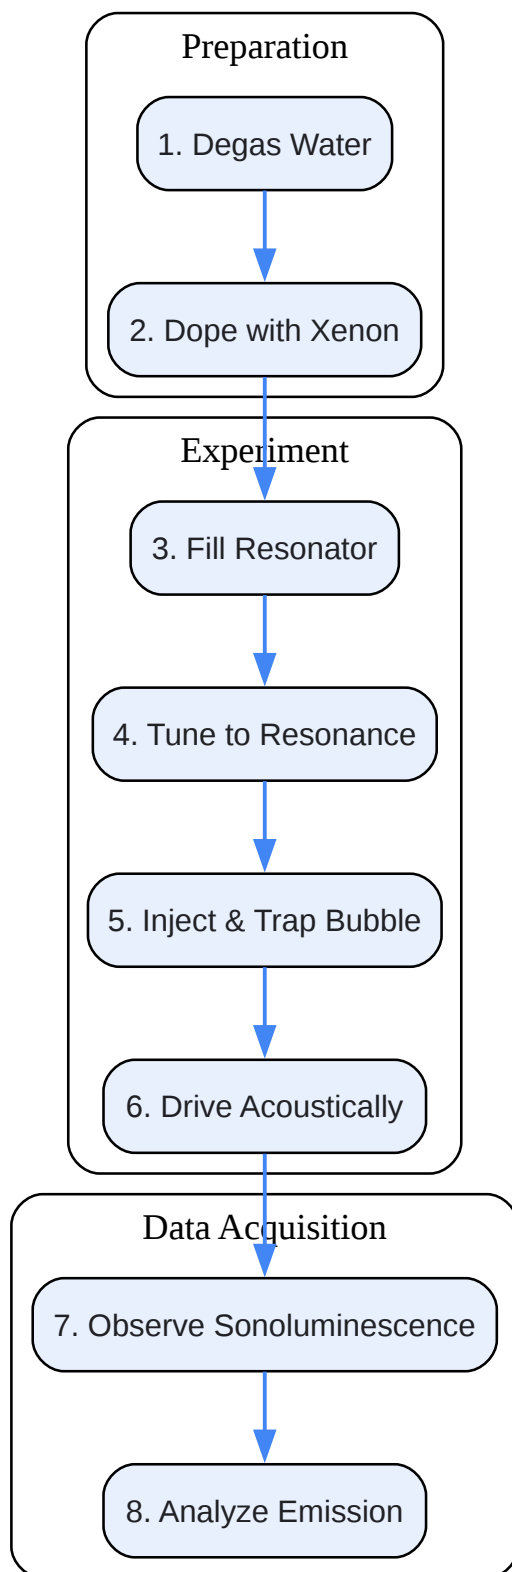 Preparation
1. Degas Water
2. Dope with Xenon
Experiment
3. Fill Resonator
4. Tune to Resonance
5. Inject & Trap Bubble
6. Drive Acoustically
Data Acquisition
7. Observe Sonoluminescence
8. Analyze Emission